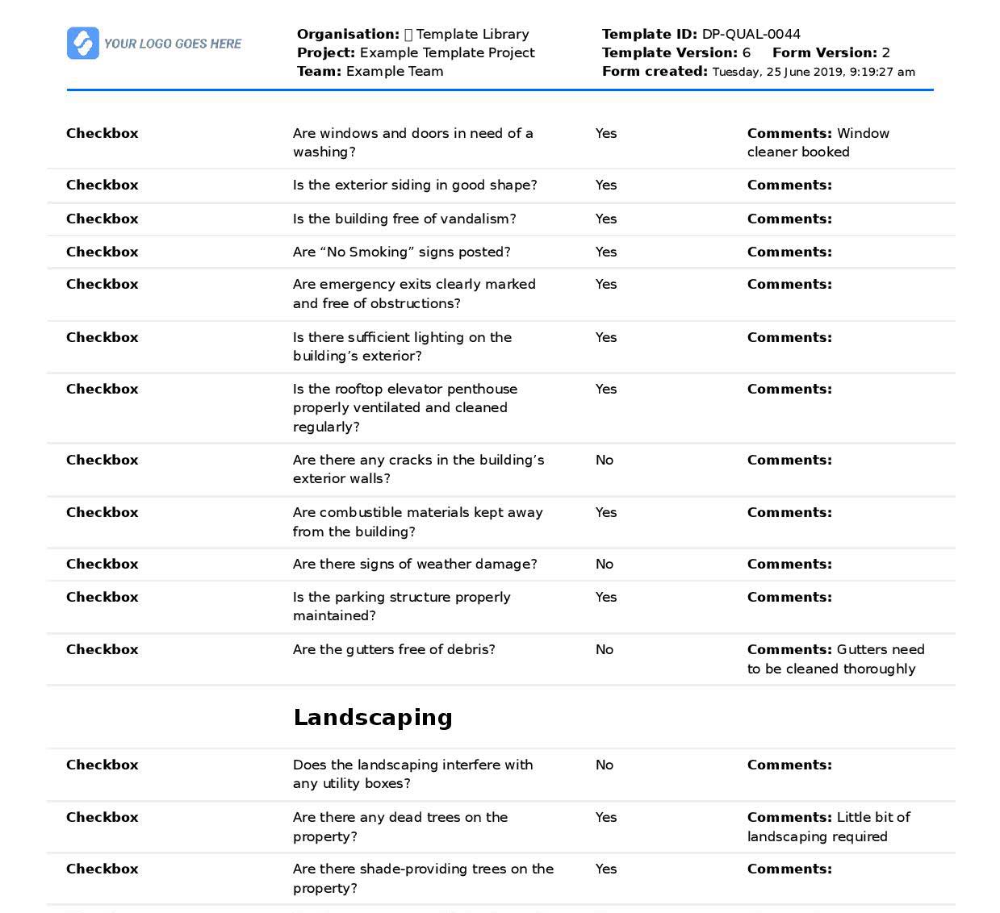 YOUR LOGO GOES HERE
Organisation: Template Library
Project: Example Template Project
Team: Example Team
Template ID: DP-QUAL-0044
Template Version: 6 Form Version: 2
Form created: Tuesday, 25 June 2019, 9:19:27 am
Checkbox Are windows and doors in need of a Yes Comments: Window
washing? cleaner booked
Checkbox Is the exterior siding in good shape? Yes Comments:
Checkbox Is the building free of vandalism? Yes Comments:
Checkbox Are “No Smoking” signs posted? Yes Comments:
Checkbox Are emergency exits clearly marked Yes Comments:
and free of obstructions?
Checkbox Is there sufficient lighting on the Yes Comments:
building’s exterior?
Checkbox Is the rooftop elevator penthouse Yes Comments:
properly ventilated and cleaned
regularly?
Checkbox Are there any cracks in the building’s No Comments:
exterior walls?
Checkbox Are combustible materials kept away Yes Comments:
from the building?
Checkbox Are there signs of weather damage? No Comments:
Checkbox Is the parking structure properly Yes Comments:
maintained?
Checkbox Are the gutters free of debris? No Comments: Gutters need
to be cleaned thoroughly
Landscaping
Checkbox Does the landscaping interfere with No Comments:
any utility boxes?
Checkbox Are there any dead trees on the Yes Comments: Little bit of
property? landscaping required
Checkbox Are there shade-providing trees on the Yes Comments:
property?